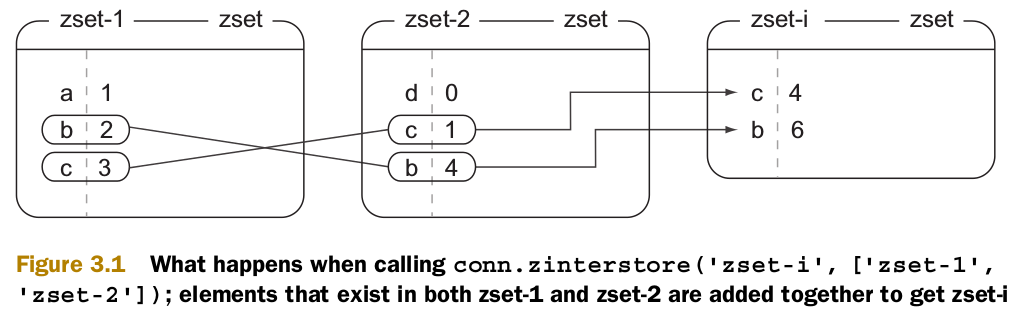 zset-1 zset zset-2 zset zset-i zset
a 1 d 0 c 4
b 2 c 1 b 6
c 3 b 4
Figure 3.1 What happens when calling conn.zinterstore('zset-i', ['zset-1',
'zset-2']); elements that exist in both zset-1 and zset-2 are added together to get zset-i